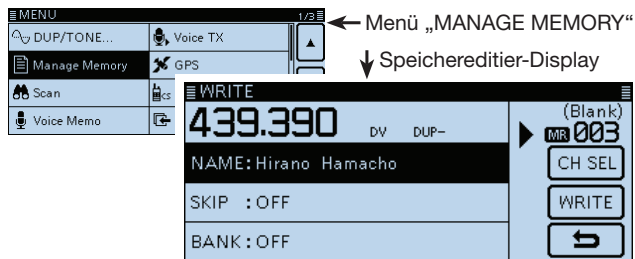 MENU 1/3
Menü „MANAGE MEMORY“
DUP/TONE... Voice TX
Speichereditier-Display
Manage Memory GPS
Scan CS
Voice Memo
WRITE
439.390 DV DUP- (Blank)
MR 003
NAME:Hirano Hamacho CH SEL
SKIP :OFF WRITE
BANK:OFF